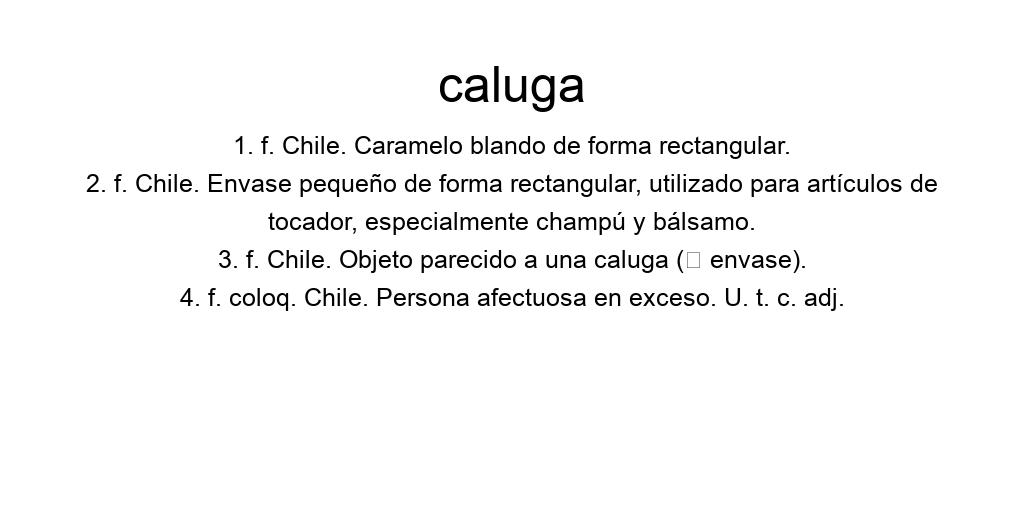 caluga
1. f. Chile. Caramelo blando de forma rectangular.
2. f. Chile. Envase pequeño de forma rectangular, utilizado para artículos de
tocador, especialmente champú y bálsamo.
3. f. Chile. Objeto parecido a una caluga (□ envase).
4. f. coloq. Chile. Persona afectuosa en exceso. U. t. c. adj.